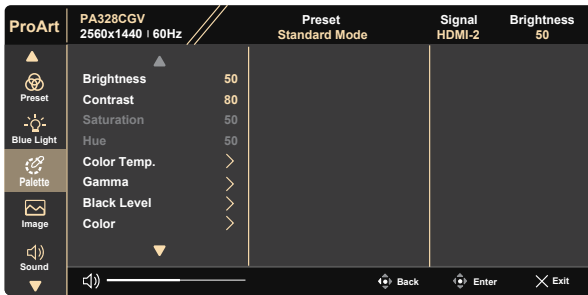 ProArt
PA328CGV
2560x1440 | 60Hz
Preset
Standard Mode
Signal
HDMI-2
Brightness
50
Preset
Blue Light
Palette
Image
Sound
Brightness 50
Contrast 80
Saturation 50
Hue 50
Color Temp.
Gamma
Black Level
Color
Back
Enter
Exit